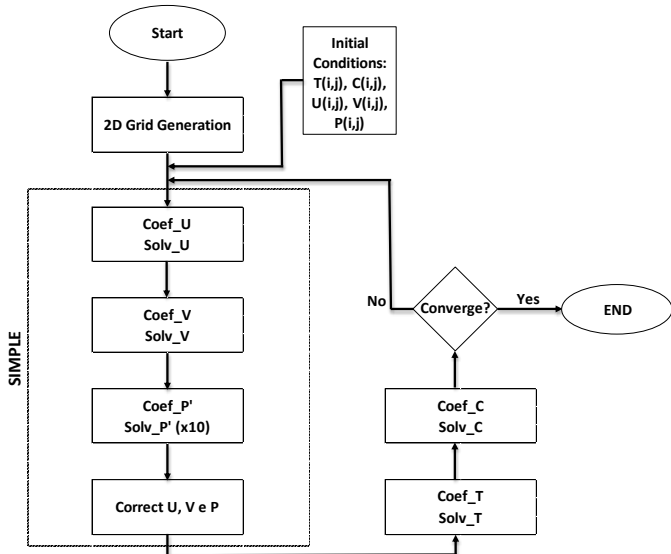 Start
Initial
Conditions:
T(i,j), C(i,j),
U(i,j), V(i,j),
P(i,j)
2D Grid Generation
SIMPLE
Coef_U
Solv_U
Coef_V
Solv_V
Coef_P'
Solv_P' (x10)
Correct U, V e P
Coef_T
Solv_T
Coef_C
Solv_C
Converge?
No
Yes
END